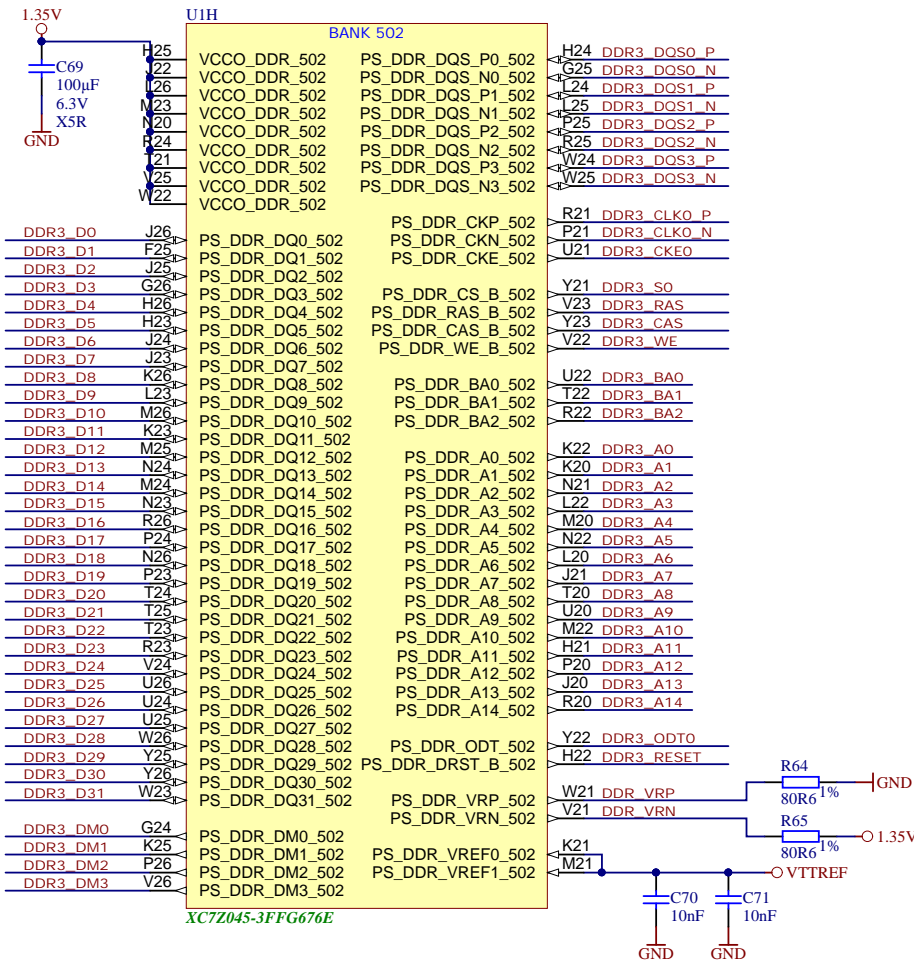 1.35V
C69
100µF
6.3V
X5R
GND
U1H
BANK 502
H25 VCCO_DDR_502
J22 VCCO_DDR_502
L26 VCCO_DDR_502
M23 VCCO_DDR_502
N20 VCCO_DDR_502
R24 VCCO_DDR_502
T21 VCCO_DDR_502
V25 VCCO_DDR_502
W22 VCCO_DDR_502
DDR3_D0 J26 PS_DDR_DQ0_502
DDR3_D1 F25 PS_DDR_DQ1_502
DDR3_D2 J25 PS_DDR_DQ2_502
DDR3_D3 G26 PS_DDR_DQ3_502
DDR3_D4 H26 PS_DDR_DQ4_502
DDR3_D5 H23 PS_DDR_DQ5_502
DDR3_D6 J24 PS_DDR_DQ6_502
DDR3_D7 J23 PS_DDR_DQ7_502
DDR3_D8 K26 PS_DDR_DQ8_502
DDR3_D9 L23 PS_DDR_DQ9_502
DDR3_D10 M26 PS_DDR_DQ10_502
DDR3_D11 K23 PS_DDR_DQ11_502
DDR3_D12 M25 PS_DDR_DQ12_502
DDR3_D13 N24 PS_DDR_DQ13_502
DDR3_D14 M24 PS_DDR_DQ14_502
DDR3_D15 N23 PS_DDR_DQ15_502
DDR3_D16 R26 PS_DDR_DQ16_502
DDR3_D17 P24 PS_DDR_DQ17_502
DDR3_D18 N26 PS_DDR_DQ18_502
DDR3_D19 P23 PS_DDR_DQ19_502
DDR3_D20 T24 PS_DDR_DQ20_502
DDR3_D21 T25 PS_DDR_DQ21_502
DDR3_D22 T23 PS_DDR_DQ22_502
DDR3_D23 R23 PS_DDR_DQ23_502
DDR3_D24 V24 PS_DDR_DQ24_502
DDR3_D25 U26 PS_DDR_DQ25_502
DDR3_D26 U24 PS_DDR_DQ26_502
DDR3_D27 U25 PS_DDR_DQ27_502
DDR3_D28 W26 PS_DDR_DQ28_502
DDR3_D29 Y25 PS_DDR_DQ29_502
DDR3_D30 Y26 PS_DDR_DQ30_502
DDR3_D31 W23 PS_DDR_DQ31_502
DDR3_DM0 G24 PS_DDR_DM0_502
DDR3_DM1 K25 PS_DDR_DM1_502
DDR3_DM2 P26 PS_DDR_DM2_502
DDR3_DM3 V26 PS_DDR_DM3_502
PS_DDR_DQS_P0_502 H24 DDR3_DQS0_P
PS_DDR_DQS_N0_502 G25 DDR3_DQS0_N
PS_DDR_DQS_P1_502 L24 DDR3_DQS1_P
PS_DDR_DQS_N1_502 L25 DDR3_DQS1_N
PS_DDR_DQS_P2_502 P25 DDR3_DQS2_P
PS_DDR_DQS_N2_502 R25 DDR3_DQS2_N
PS_DDR_DQS_P3_502 W24 DDR3_DQS3_P
PS_DDR_DQS_N3_502 W25 DDR3_DQS3_N
PS_DDR_CKP_502 R21 DDR3_CLK0_P
PS_DDR_CKN_502 P21 DDR3_CLK0_N
PS_DDR_CKE_502 U21 DDR3_CKE0
PS_DDR_CS_B_502 Y21 DDR3_S0
PS_DDR_RAS_B_502 V23 DDR3_RAS
PS_DDR_CAS_B_502 Y23 DDR3_CAS
PS_DDR_WE_B_502 V22 DDR3_WE
PS_DDR_BA0_502 U22 DDR3_BA0
PS_DDR_BA1_502 T22 DDR3_BA1
PS_DDR_BA2_502 R22 DDR3_BA2
PS_DDR_A0_502 K22 DDR3_A0
PS_DDR_A1_502 K20 DDR3_A1
PS_DDR_A2_502 N21 DDR3_A2
PS_DDR_A3_502 L22 DDR3_A3
PS_DDR_A4_502 M20 DDR3_A4
PS_DDR_A5_502 N22 DDR3_A5
PS_DDR_A6_502 L20 DDR3_A6
PS_DDR_A7_502 J21 DDR3_A7
PS_DDR_A8_502 T20 DDR3_A8
PS_DDR_A9_502 U20 DDR3_A9
PS_DDR_A10_502 M22 DDR3_A10
PS_DDR_A11_502 H21 DDR3_A11
PS_DDR_A12_502 P20 DDR3_A12
PS_DDR_A13_502 J20 DDR3_A13
PS_DDR_A14_502 R20 DDR3_A14
PS_DDR_ODT_502 Y22 DDR3_ODT0
PS_DDR_DRST_B_502 H22 DDR3_RESET
PS_DDR_VRP_502 W21 DDR_VRP
PS_DDR_VRN_502 V21 DDR_VRN
PS_DDR_VREF0_502 K21
PS_DDR_VREF1_502 M21
R64
80R6 1%
GND
R65
80R6 1%
1.35V
VTTREF
C70
10nF
C71
10nF
GND
GND
XC7Z045-3FFG676E